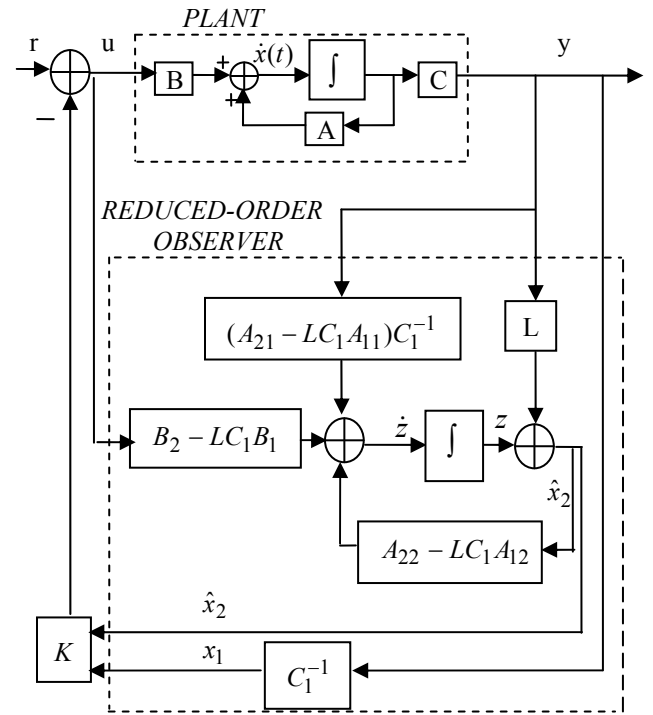 PLANT
r
u
y
B
+
ẋ(t)
∫
C
+
A
−
REDUCED-ORDER
OBSERVER
(A₂₁ − LC₁A₁₁)C₁⁻¹
L
B₂ − LC₁B₁
ż
∫
z
x̂₂
A₂₂ − LC₁A₁₂
x̂₂
K
x₁
C₁⁻¹